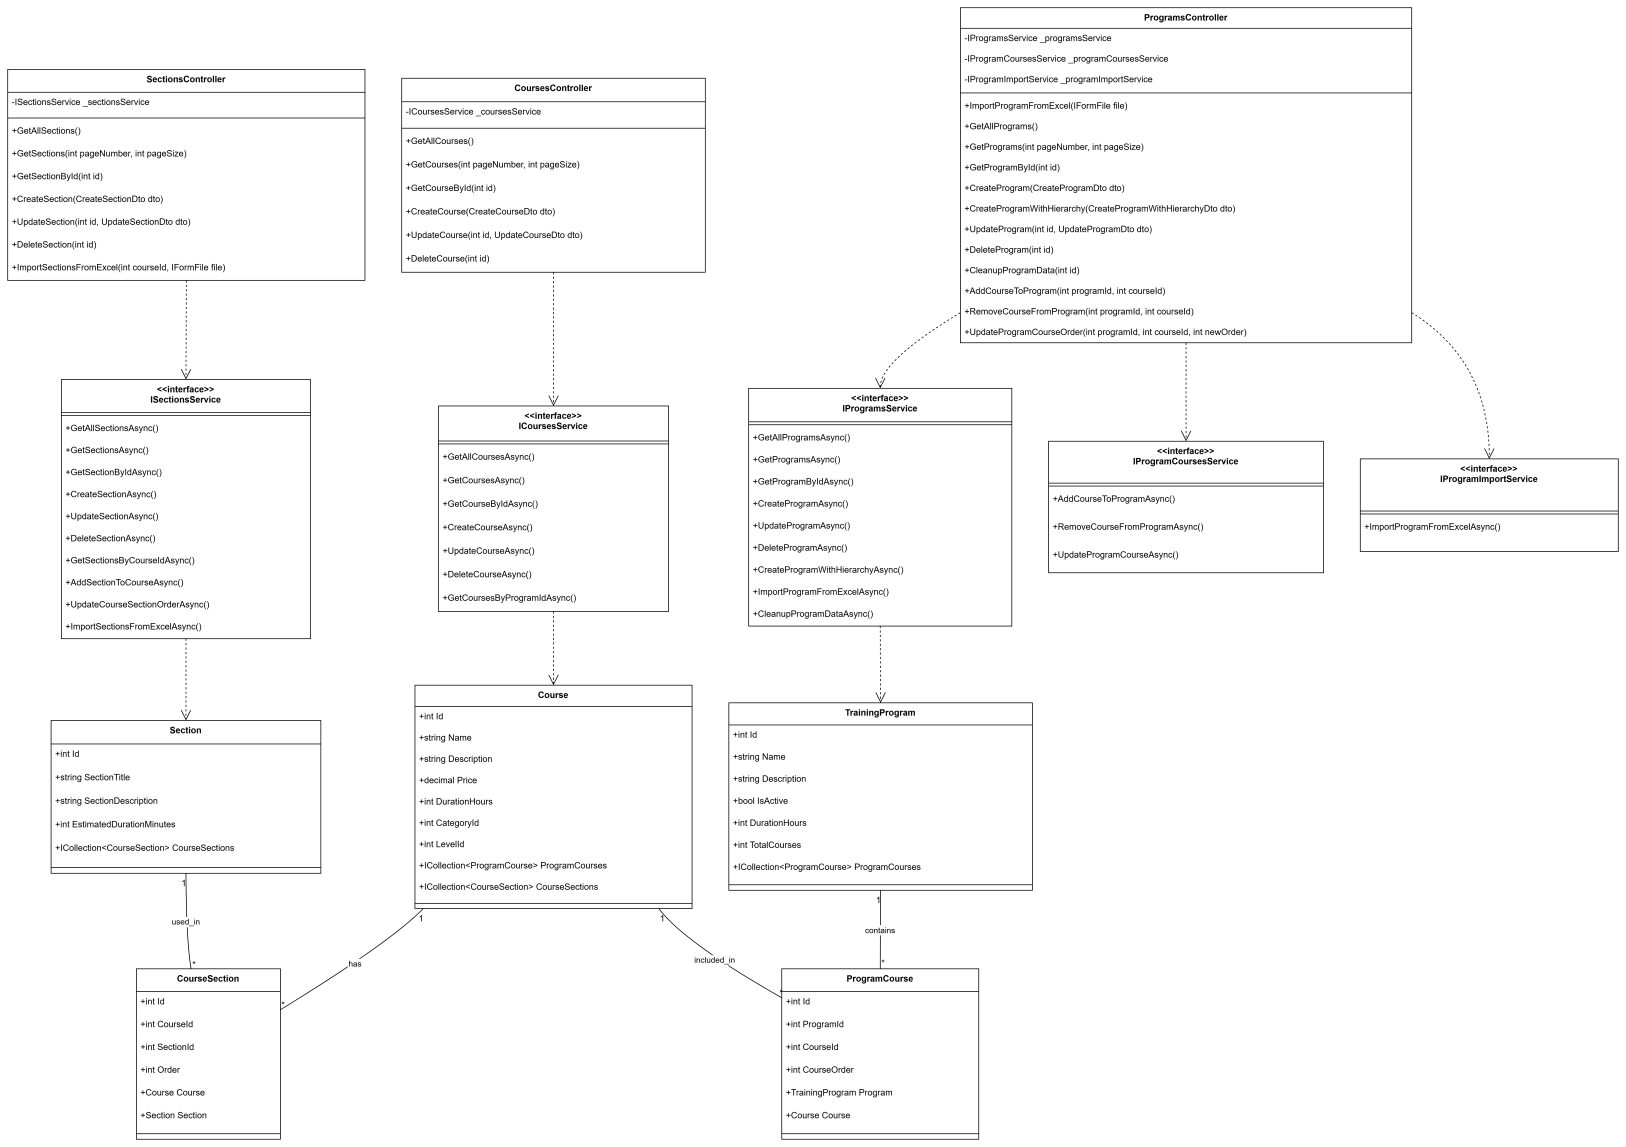 SectionsController
-ISectionsService _sectionsService
+GetAllSections()
+GetSections(int pageNumber, int pageSize)
+GetSectionById(int id)
+CreateSection(CreateSectionDto dto)
+UpdateSection(int id, UpdateSectionDto dto)
+DeleteSection(int id)
+ImportSectionsFromExcel(int courseId, IFormFile file)
CoursesController
-ICoursesService _coursesService
+GetAllCourses()
+GetCourses(int pageNumber, int pageSize)
+GetCourseById(int id)
+CreateCourse(CreateCourseDto dto)
+UpdateCourse(int id, UpdateCourseDto dto)
+DeleteCourse(int id)
ProgramsController
-IProgramsService _programsService
-IProgramCoursesService _programCoursesService
-IProgramImportService _programImportService
+ImportProgramFromExcel(IFormFile file)
+GetAllPrograms()
+GetPrograms(int pageNumber, int pageSize)
+GetProgramById(int id)
+CreateProgram(CreateProgramDto dto)
+CreateProgramWithHierarchy(CreateProgramWithHierarchyDto dto)
+UpdateProgram(int id, UpdateProgramDto dto)
+DeleteProgram(int id)
+CleanupProgramData(int id)
+AddCourseToProgram(int programId, int courseId)
+RemoveCourseFromProgram(int programId, int courseId)
+UpdateProgramCourseOrder(int programId, int courseId, int newOrder)
<<interface>>
ISectionsService
+GetAllSectionsAsync()
+GetSectionsAsync()
+GetSectionByIdAsync()
+CreateSectionAsync()
+UpdateSectionAsync()
+DeleteSectionAsync()
+GetSectionsByCourseIdAsync()
+AddSectionToCourseAsync()
+UpdateCourseSectionOrderAsync()
+ImportSectionsFromExcelAsync()
<<interface>>
ICoursesService
+GetAllCoursesAsync()
+GetCoursesAsync()
+GetCourseByIdAsync()
+CreateCourseAsync()
+UpdateCourseAsync()
+DeleteCourseAsync()
+GetCoursesByProgramIdAsync()
<<interface>>
IProgramsService
+GetAllProgramsAsync()
+GetProgramsAsync()
+GetProgramByIdAsync()
+CreateProgramAsync()
+UpdateProgramAsync()
+DeleteProgramAsync()
+CreateProgramWithHierarchyAsync()
+ImportProgramFromExcelAsync()
+CleanupProgramDataAsync()
<<interface>>
IProgramCoursesService
+AddCourseToProgramAsync()
+RemoveCourseFromProgramAsync()
+UpdateProgramCourseAsync()
<<interface>>
IProgramImportService
+ImportProgramFromExcelAsync()
Section
+int Id
+string SectionTitle
+string SectionDescription
+int EstimatedDurationMinutes
+ICollection<CourseSection> CourseSections
Course
+int Id
+string Name
+string Description
+decimal Price
+int DurationHours
+int CategoryId
+int LevelId
+ICollection<ProgramCourse> ProgramCourses
+ICollection<CourseSection> CourseSections
TrainingProgram
+int Id
+string Name
+string Description
+bool IsActive
+int DurationHours
+int TotalCourses
+ICollection<ProgramCourse> ProgramCourses
1
used_in
*
1
has
*
1
included_in
*
1
contains
*
CourseSection
+int Id
+int CourseId
+int SectionId
+int Order
+Course Course
+Section Section
ProgramCourse
+int Id
+int ProgramId
+int CourseId
+int CourseOrder
+TrainingProgram Program
+Course Course